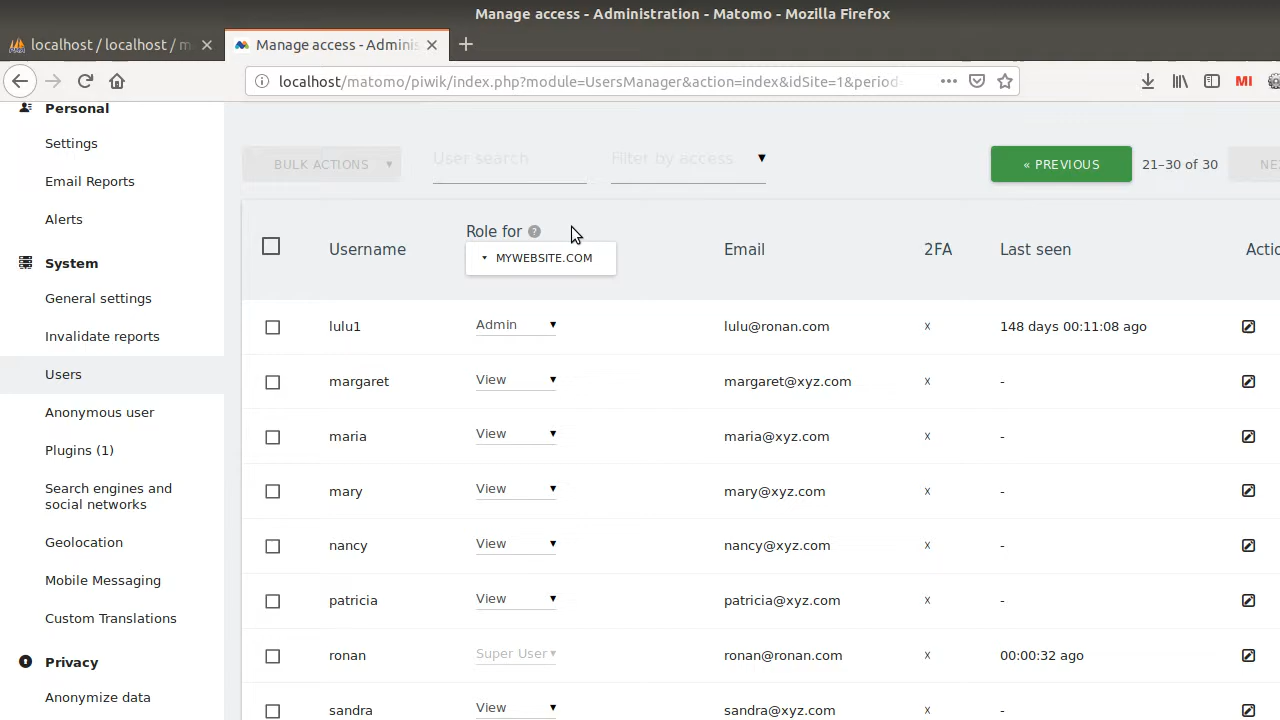 Manage access - Administration - Matomo - Mozilla Firefox
localhost / localhost / m
Manage access - Adminis
localhost/matomo/piwik/index.php?module=UsersManager&action=index&idSite=1&period=
MI
Personal
Settings
Email Reports
Alerts
System
General settings
Invalidate reports
Users
Anonymous user
Plugins (1)
Search engines and
social networks
Geolocation
Mobile Messaging
Custom Translations
Privacy
Anonymize data
BULK ACTIONS
User search
Filter by access
« PREVIOUS
21–30 of 30
NE
Username
Role for ?
MYWEBSITE.COM
Email
2FA
Last seen
Actio
lulu1 Admin lulu@ronan.com x 148 days 00:11:08 ago
margaret View margaret@xyz.com x -
maria View maria@xyz.com x -
mary View mary@xyz.com x -
nancy View nancy@xyz.com x -
patricia View patricia@xyz.com x -
ronan Super User ronan@ronan.com x 00:00:32 ago
sandra View sandra@xyz.com x -